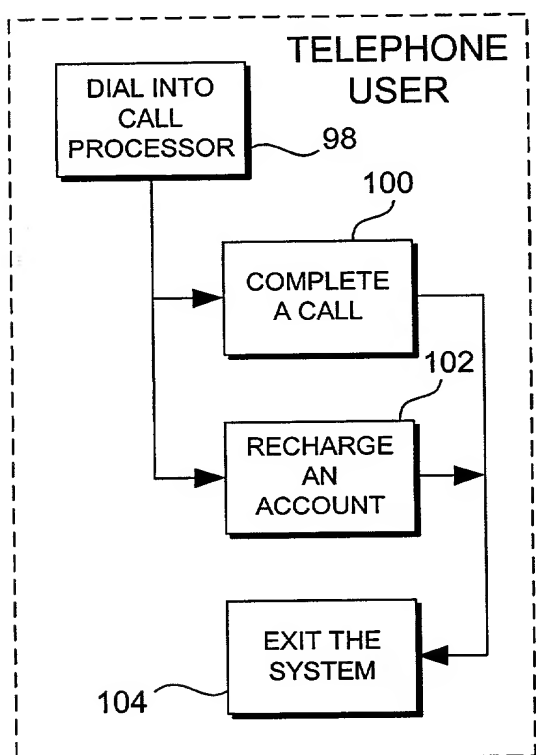 TELEPHONE
USER
DIAL INTO
CALL
PROCESSOR
98
100
COMPLETE
A CALL
102
RECHARGE
AN
ACCOUNT
EXIT THE
SYSTEM
104